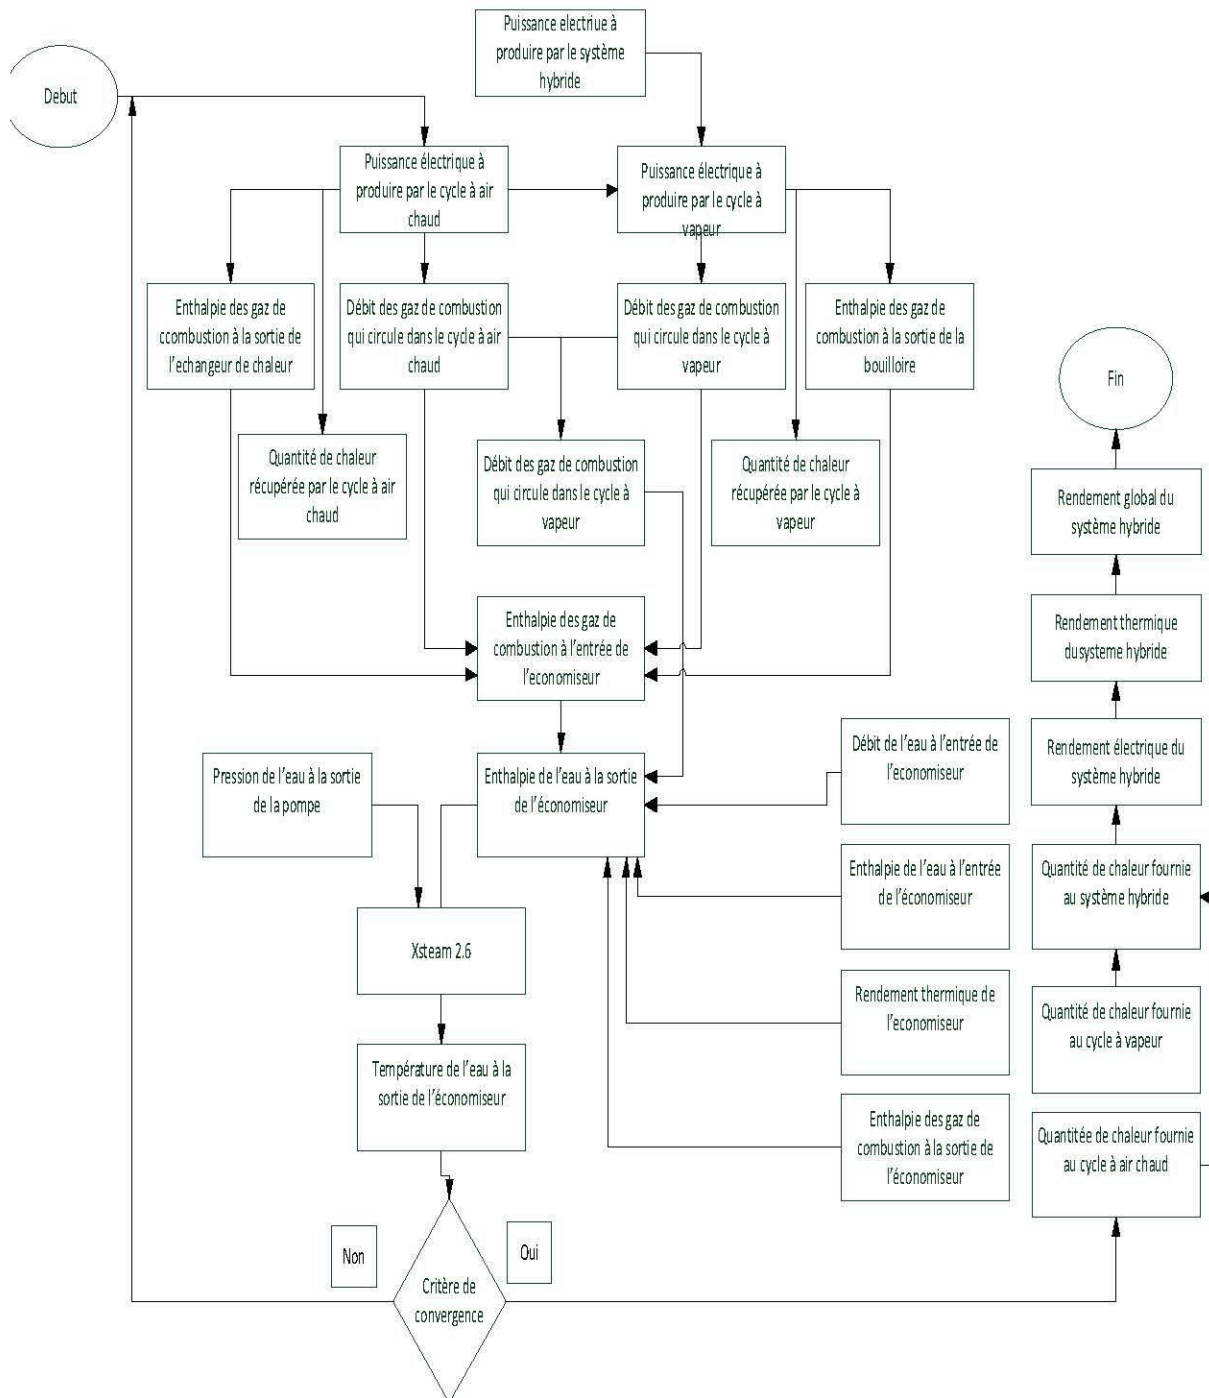 Puissance electriue à
produire par le système
hybride
Debut
Puissance électrique à
produire par le cycle à air
chaud
Puissance électrique à
produire par le cycle à
vapeur
Enthalpie des gaz de
ccombustion à la sortie de
l'echangeur de chaleur
Débit des gaz de combustion
qui circule dans le cycle à air
chaud
Débit des gaz de combustion
qui circule dans le cycle à
vapeur
Enthalpie des gaz de
combustion à la sortie de la
bouilloire
Fin
Quantité de chaleur
récupérée par le cycle à air
chaud
Débit des gaz de combustion
qui circule dans le cycle à
vapeur
Quantité de chaleur
récupérée par le cycle à
vapeur
Rendement global du
système hybride
Enthalpie des gaz de
combustion à l'entrée de
l'economiseur
Rendement thermique
dusysteme hybride
Pression de l'eau à la sortie
de la pompe
Enthalpie de l'eau à la sortie
de l'économiseur
Débit de l'eau à l'entrée de
l'economiseur
Rendement électrique du
système hybride
Enthalpie de l'eau à l'entrée
de l'économiseur
Quantité de chaleur fournie
au système hybride
Xsteam 2.6
Rendement thermique de
l'economiseur
Quantité de chaleur fournie
au cycle à vapeur
Température de l'eau à la
sortie de l'économiseur
Enthalpie des gaz de
combustion à la sortie de
l'économiseur
Quantitée de chaleur fournie
au cycle à air chaud
Non
Oui
Critère de
convergence